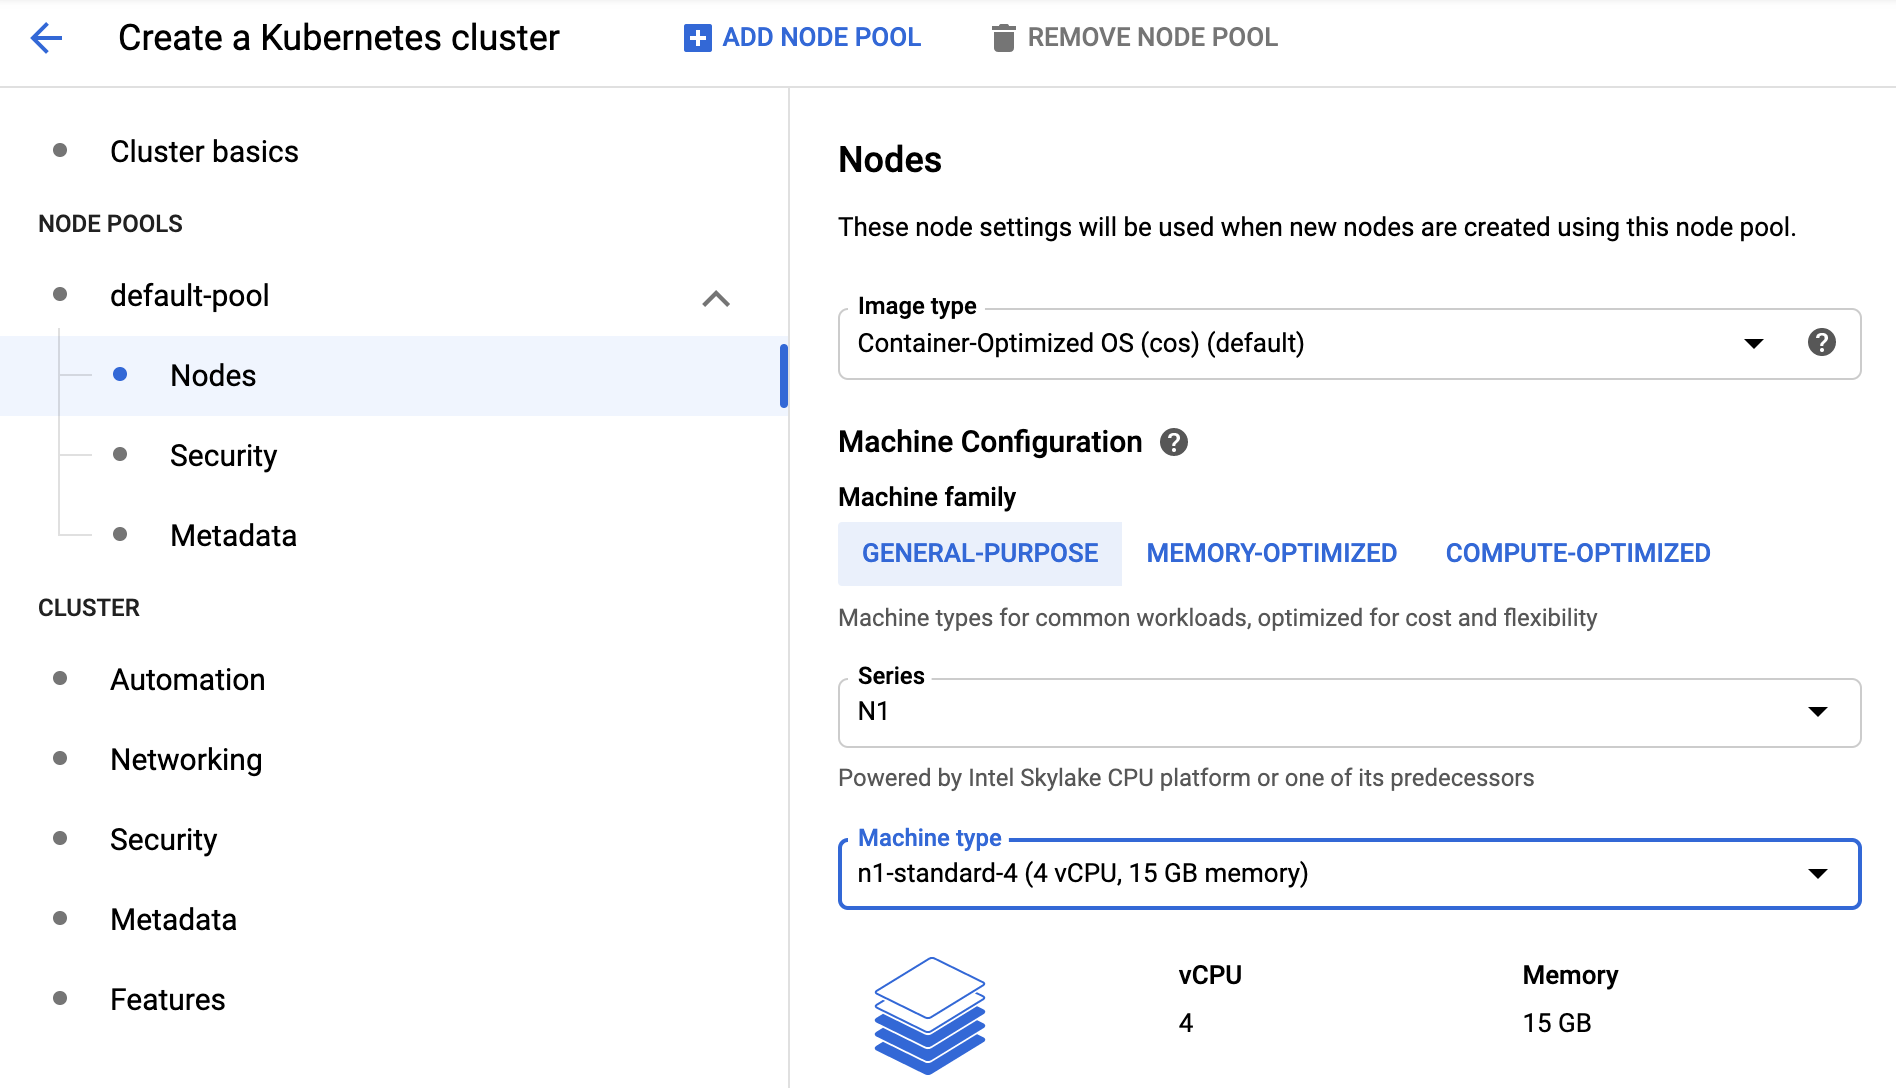 Create a Kubernetes cluster
ADD NODE POOL
REMOVE NODE POOL
Cluster basics
NODE POOLS
default-pool
Nodes
Security
Metadata
CLUSTER
Automation
Networking
Security
Metadata
Features
Nodes
These node settings will be used when new nodes are created using this node pool.
Image type
Container-Optimized OS (cos) (default)
Machine Configuration
Machine family
GENERAL-PURPOSE
MEMORY-OPTIMIZED
COMPUTE-OPTIMIZED
Machine types for common workloads, optimized for cost and flexibility
Series
N1
Powered by Intel Skylake CPU platform or one of its predecessors
Machine type
n1-standard-4 (4 vCPU, 15 GB memory)
vCPU
4
Memory
15 GB